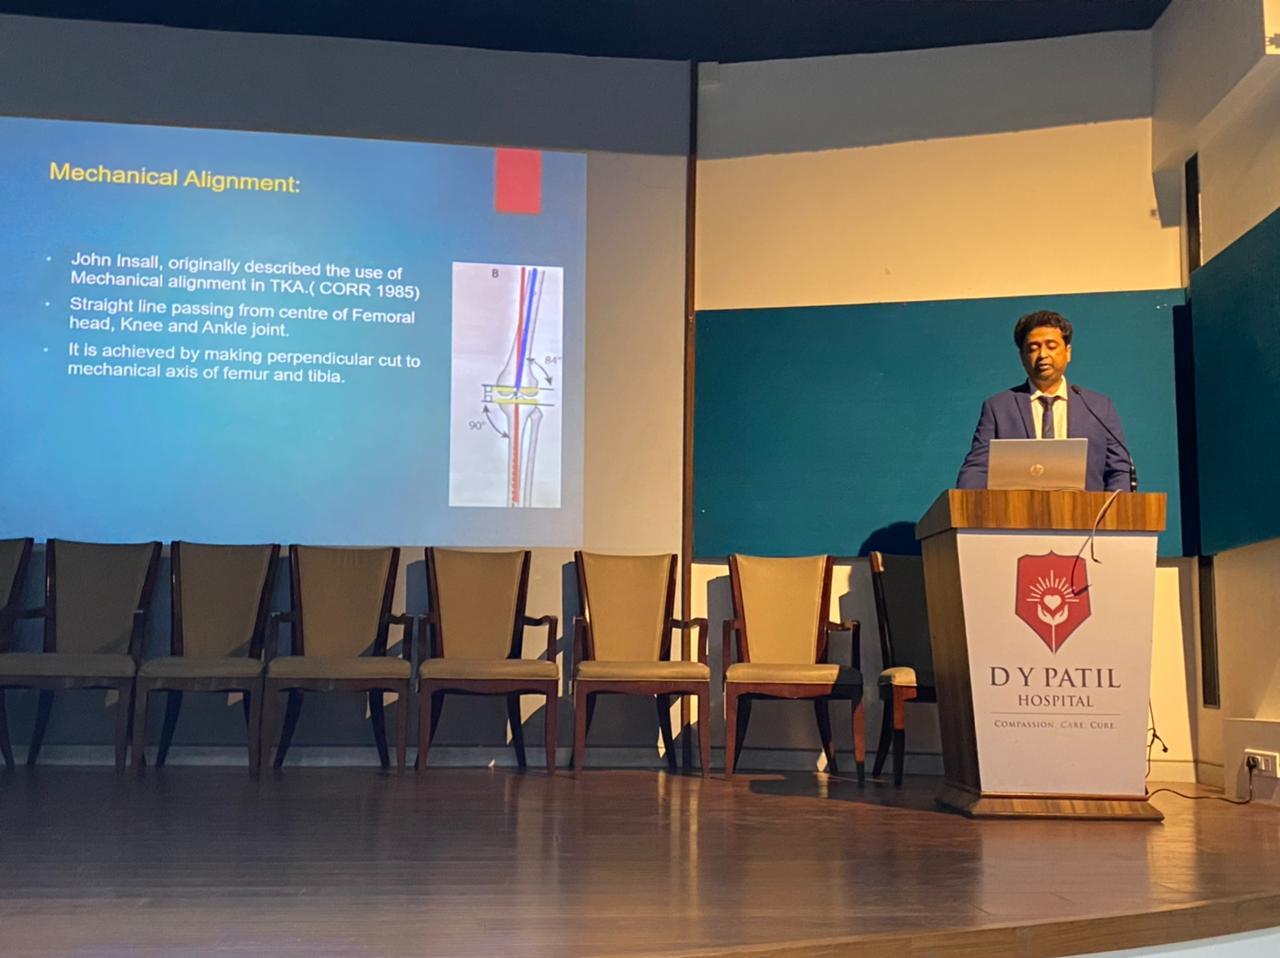 Mechanical Alignment:
John Insall, originally described the use of
Mechanical alignment in TKA.( CORR 1985)
Straight line passing from centre of Femoral
head, Knee and Ankle joint.
It is achieved by making perpendicular cut to
mechanical axis of femur and tibia.
B
84°
90°
hp
D Y PATIL
HOSPITAL
COMPASSION. CARE. CURE.